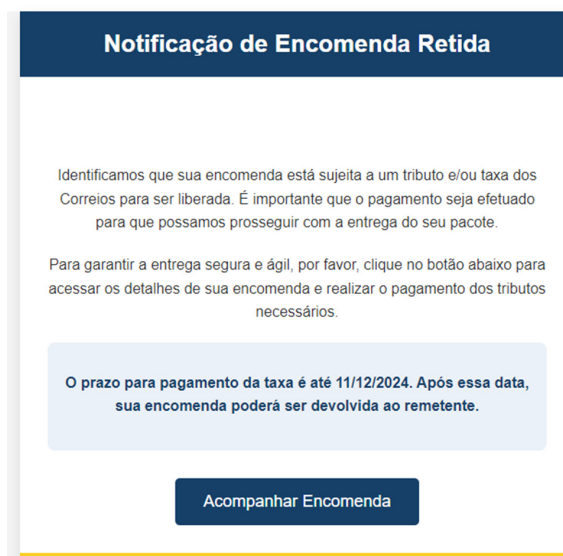 Notificação de Encomenda Retida
Identificamos que sua encomenda está sujeita a um tributo e/ou taxa dos
Correios para ser liberada. É importante que o pagamento seja efetuado
para que possamos prosseguir com a entrega do seu pacote.
Para garantir a entrega segura e ágil, por favor, clique no botão abaixo para
acessar os detalhes de sua encomenda e realizar o pagamento dos tributos
necessários.
O prazo para pagamento da taxa é até 11/12/2024. Após essa data,
sua encomenda poderá ser devolvida ao remetente.
Acompanhar Encomenda